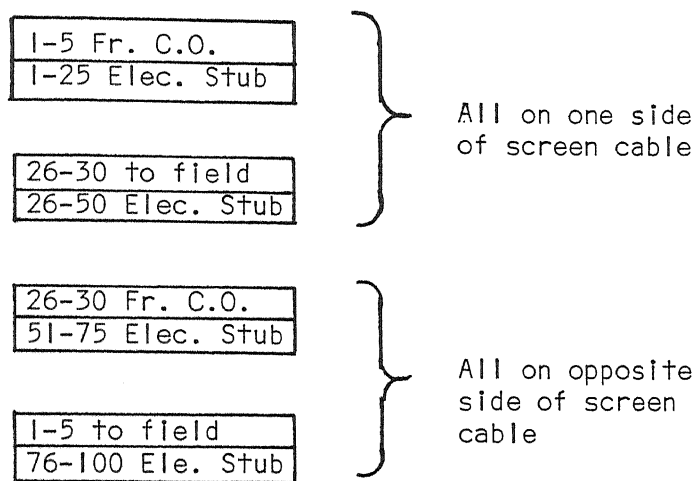 1-5 Fr. C.O.
1-25 Elec. Stub
All on one side
of screen cable
26-30 to field
26-50 Elec. Stub
26-30 Fr. C.O.
51-75 Elec. Stub
All on opposite
side of screen
cable
1-5 to field
76-100 Ele. Stub